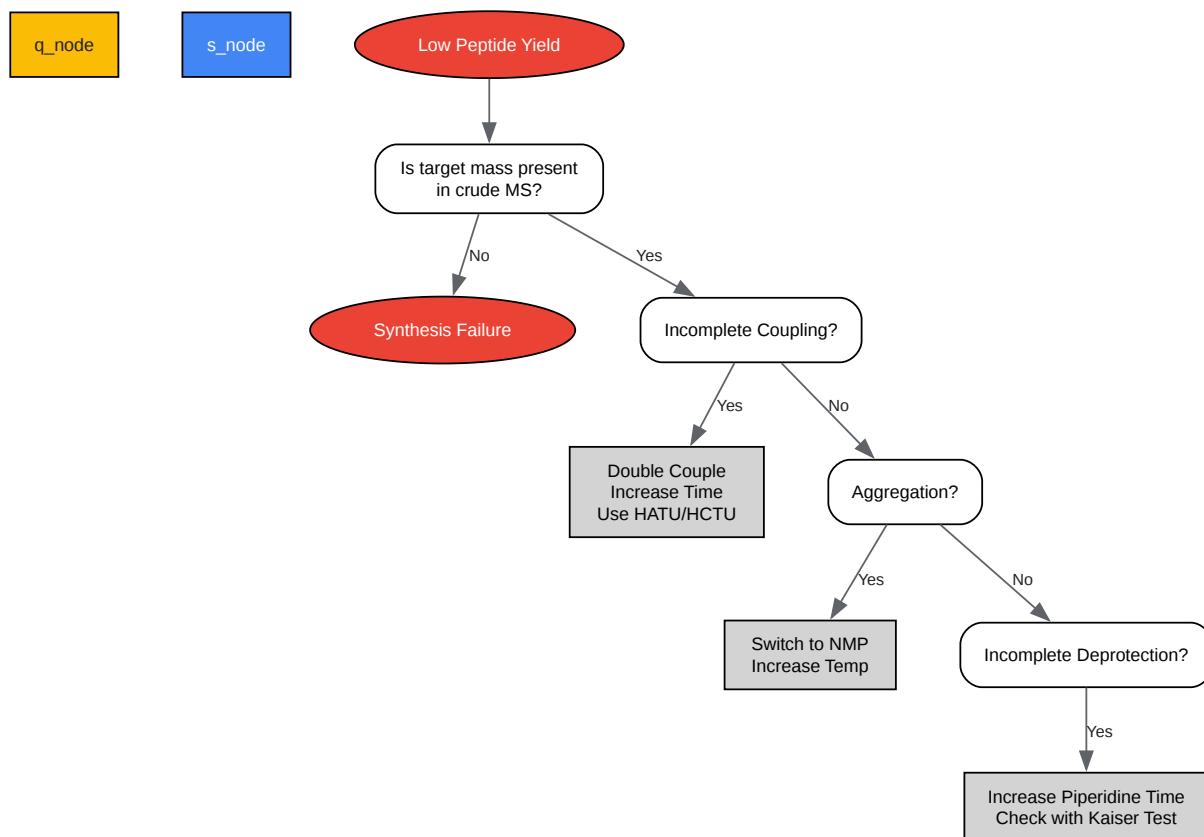 q_node
s_node
Low Peptide Yield
Is target mass present
in crude MS?
No
Yes
Synthesis Failure
Incomplete Coupling?
Yes
No
Double Couple
Increase Time
Use HATU/HCTU
Aggregation?
Yes
No
Switch to NMP
Increase Temp
Incomplete Deprotection?
Yes
Increase Piperidine Time
Check with Kaiser Test